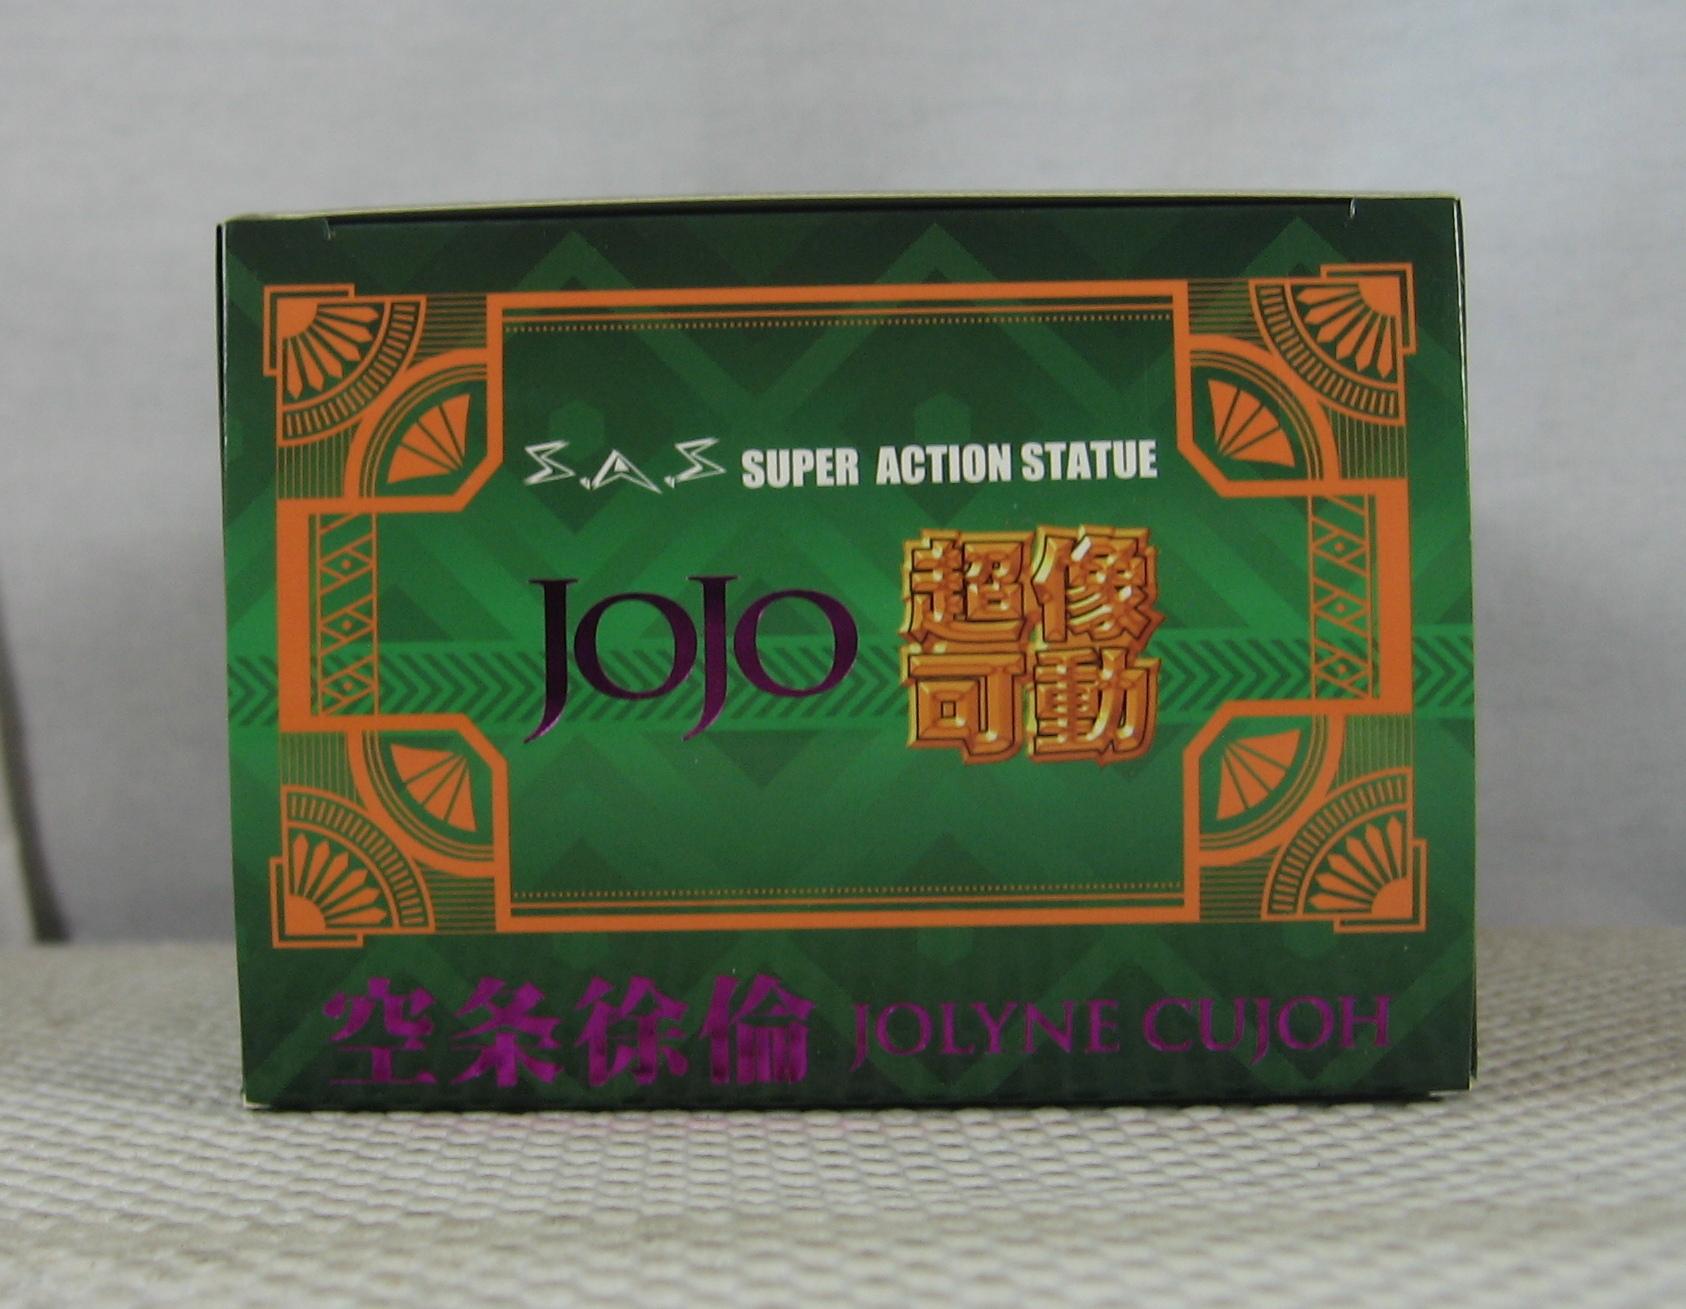 S.A.S SUPER ACTION STATUE
JOJO 超像可動
空条徐倫 JOLYNE CUJOH